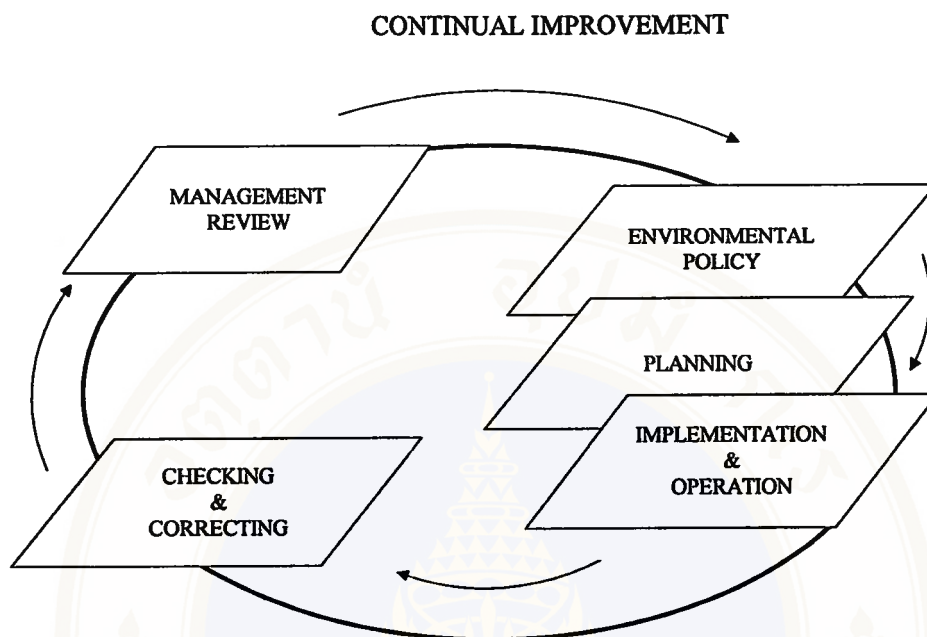 CONTINUAL IMPROVEMENT
MANAGEMENT
REVIEW
ENVIRONMENTAL
POLICY
PLANNING
IMPLEMENTATION
&
OPERATION
CHECKING
&
CORRECTING